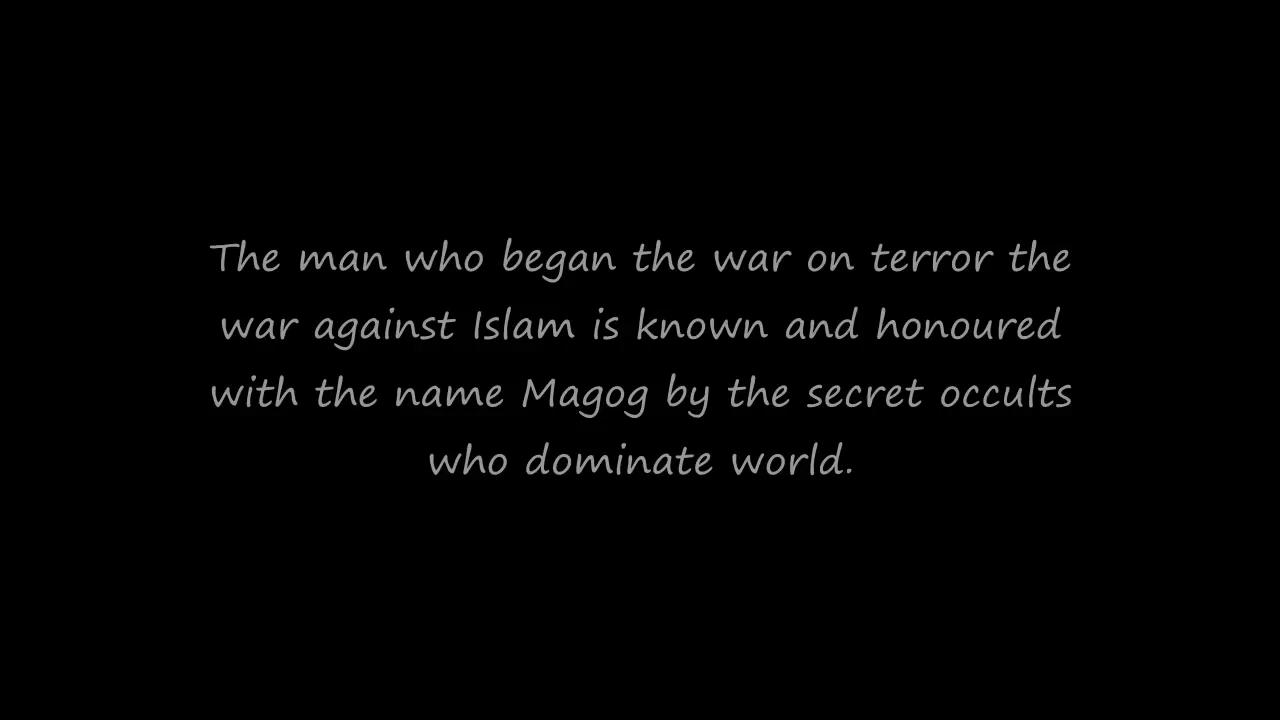 The man who began the war on terror the
war against Islam is known and honoured
with the name Magog by the secret occults
who dominate world.